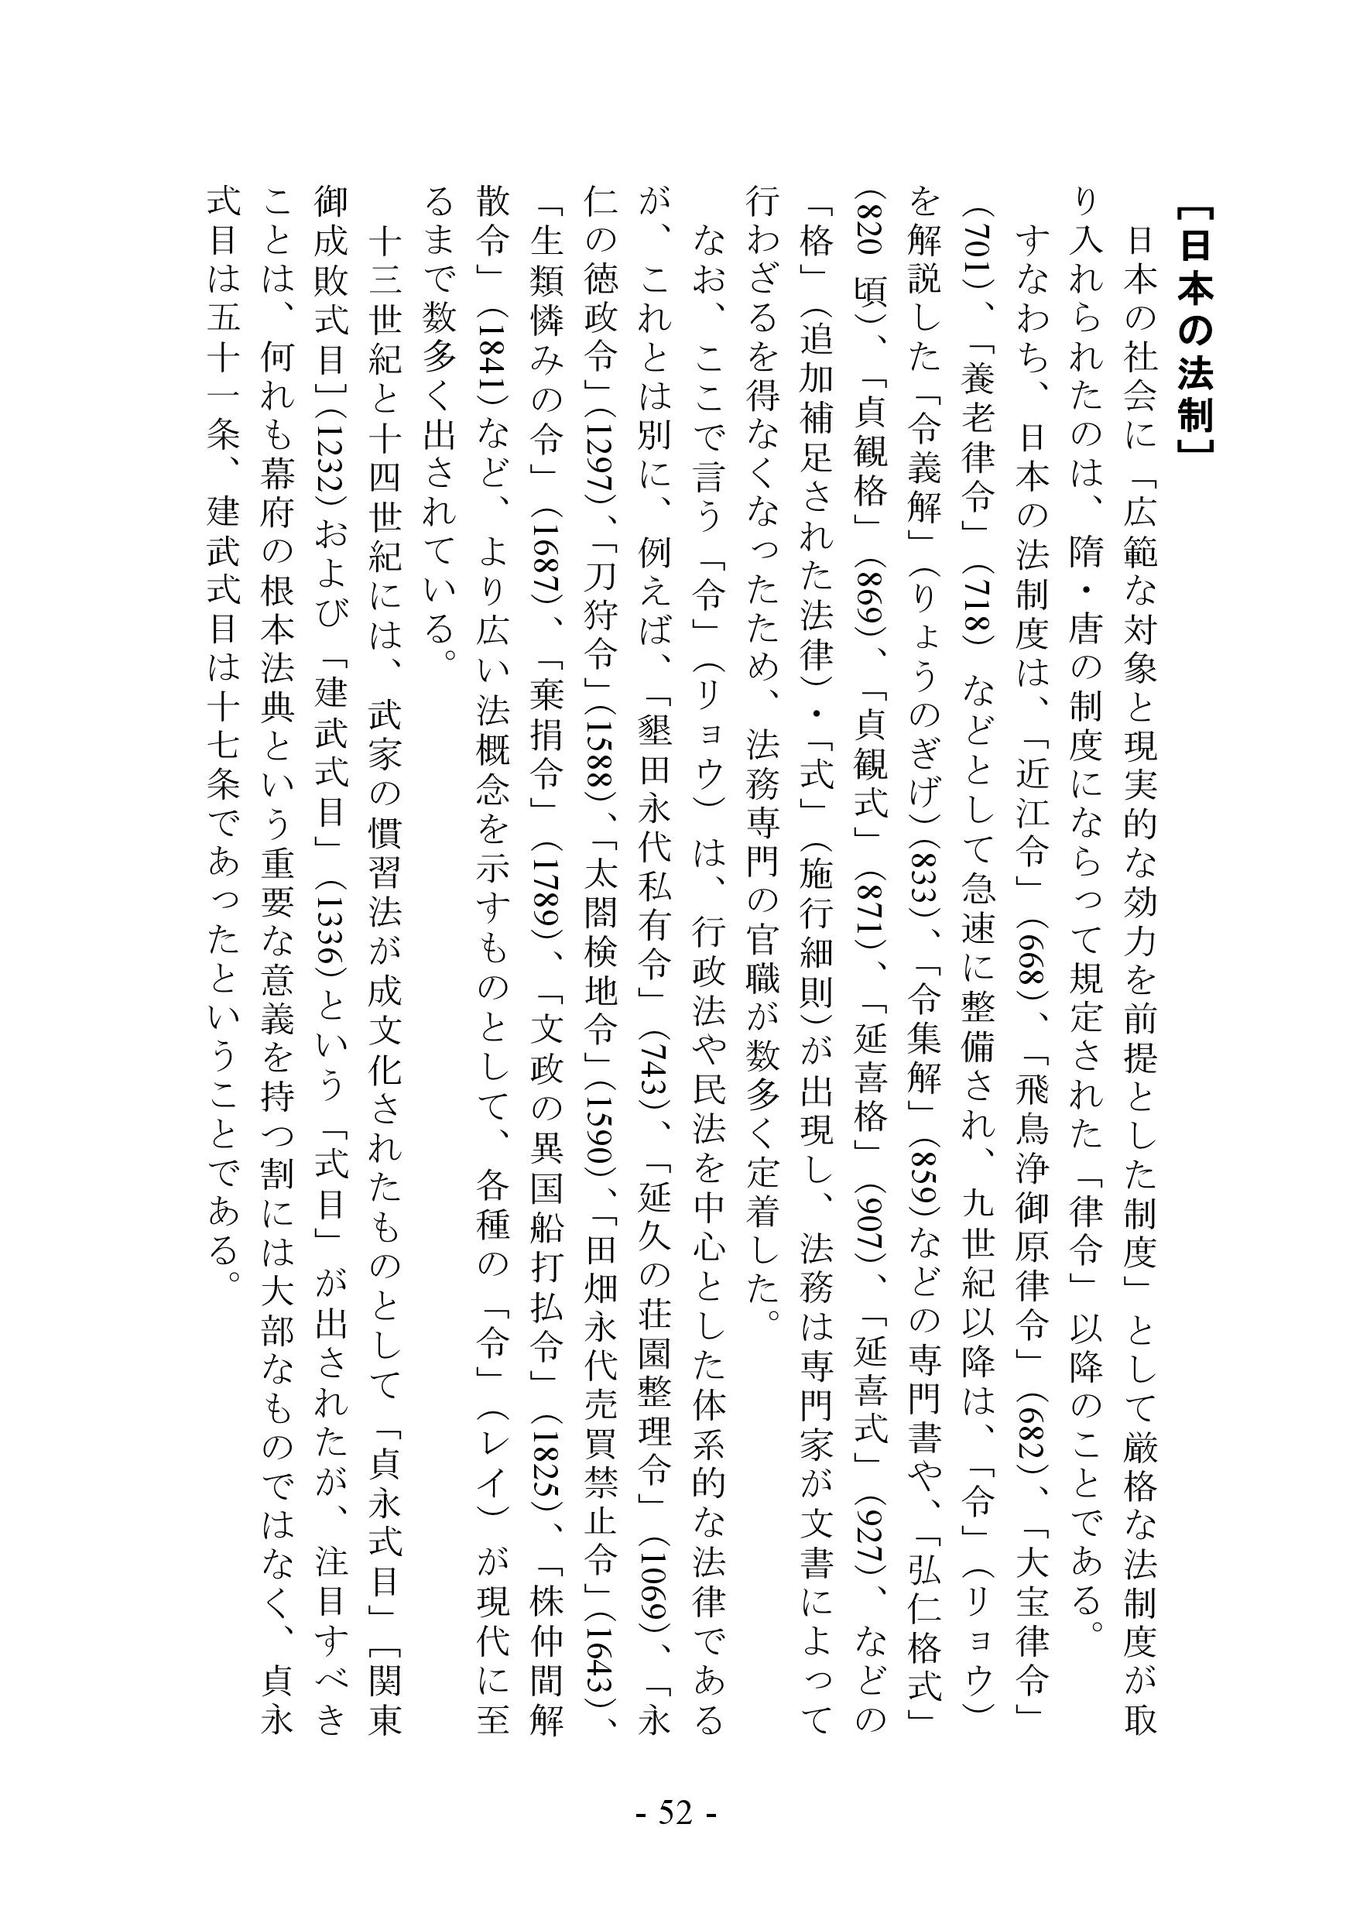 ［日本の法制］
　日本の社会に「広範な対象と現実的な効力を前提とした制度」として厳格な法制度が取
り入れられたのは、隋・唐の制度にならって規定された「律令」以降のことである。
　すなわち、日本の法制度は、「近江令」（668）、「飛鳥浄御原律令」（682）、「大宝律令」
（701）、「養老律令」（718）などとして急速に整備され、九世紀以降は、「令」（リョウ）
を解説した「令義解」（りょうのぎげ）（833）、「令集解」（859）などの専門書や、「弘仁格式」
（820 頃）、「貞観格」（869）、「貞観式」（871）、「延喜格」（907）、「延喜式」（927）、などの
「格」（追加補足された法律）・「式」（施行細則）が出現し、法務は専門家が文書によって
行わざるを得なくなったため、法務専門の官職が数多く定着した。
　なお、ここで言う「令」（リョウ）は、行政法や民法を中心とした体系的な法律である
が、これとは別に、例えば、「墾田永代私有令」（743）、「延久の荘園整理令」（1069）、「永
仁の徳政令」（1297）、「刀狩令」（1588）、「太閤検地令」（1590）、「田畑永代売買禁止令」（1643）、
「生類憐みの令」（1687）、「棄捐令」（1789）、「文政の異国船打払令」（1825）、「株仲間解
散令」（1841）など、より広い法概念を示すものとして、各種の「令」（レイ）が現代に至
るまで数多く出されている。
　十三世紀と十四世紀には、武家の慣習法が成文化されたものとして「貞永式目」［関東
御成敗式目］（1232）および「建武式目」（1336）という「式目」が出されたが、注目すべき
ことは、何れも幕府の根本法典という重要な意義を持つ割には大部なものではなく、貞永
式目は五十一条、建武式目は十七条であったということである。
- 52 -